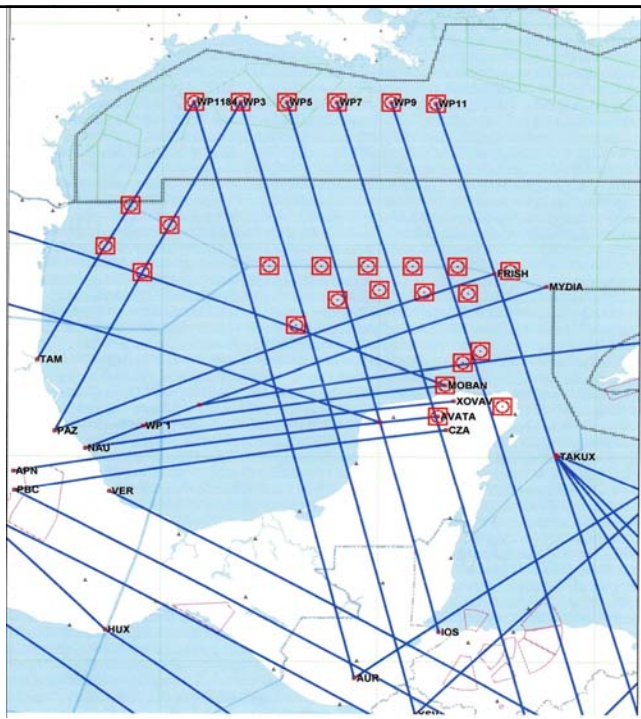 WP1184 WP3 WP5 WP7 WP9 WP11
FRISH
MYDIA
TAM
MOBAN
XOVAV
AVATA
WP 1
PAZ
CZA
NAU
TAKUX
APN
PBC
VER
HUX
IOS
AUR